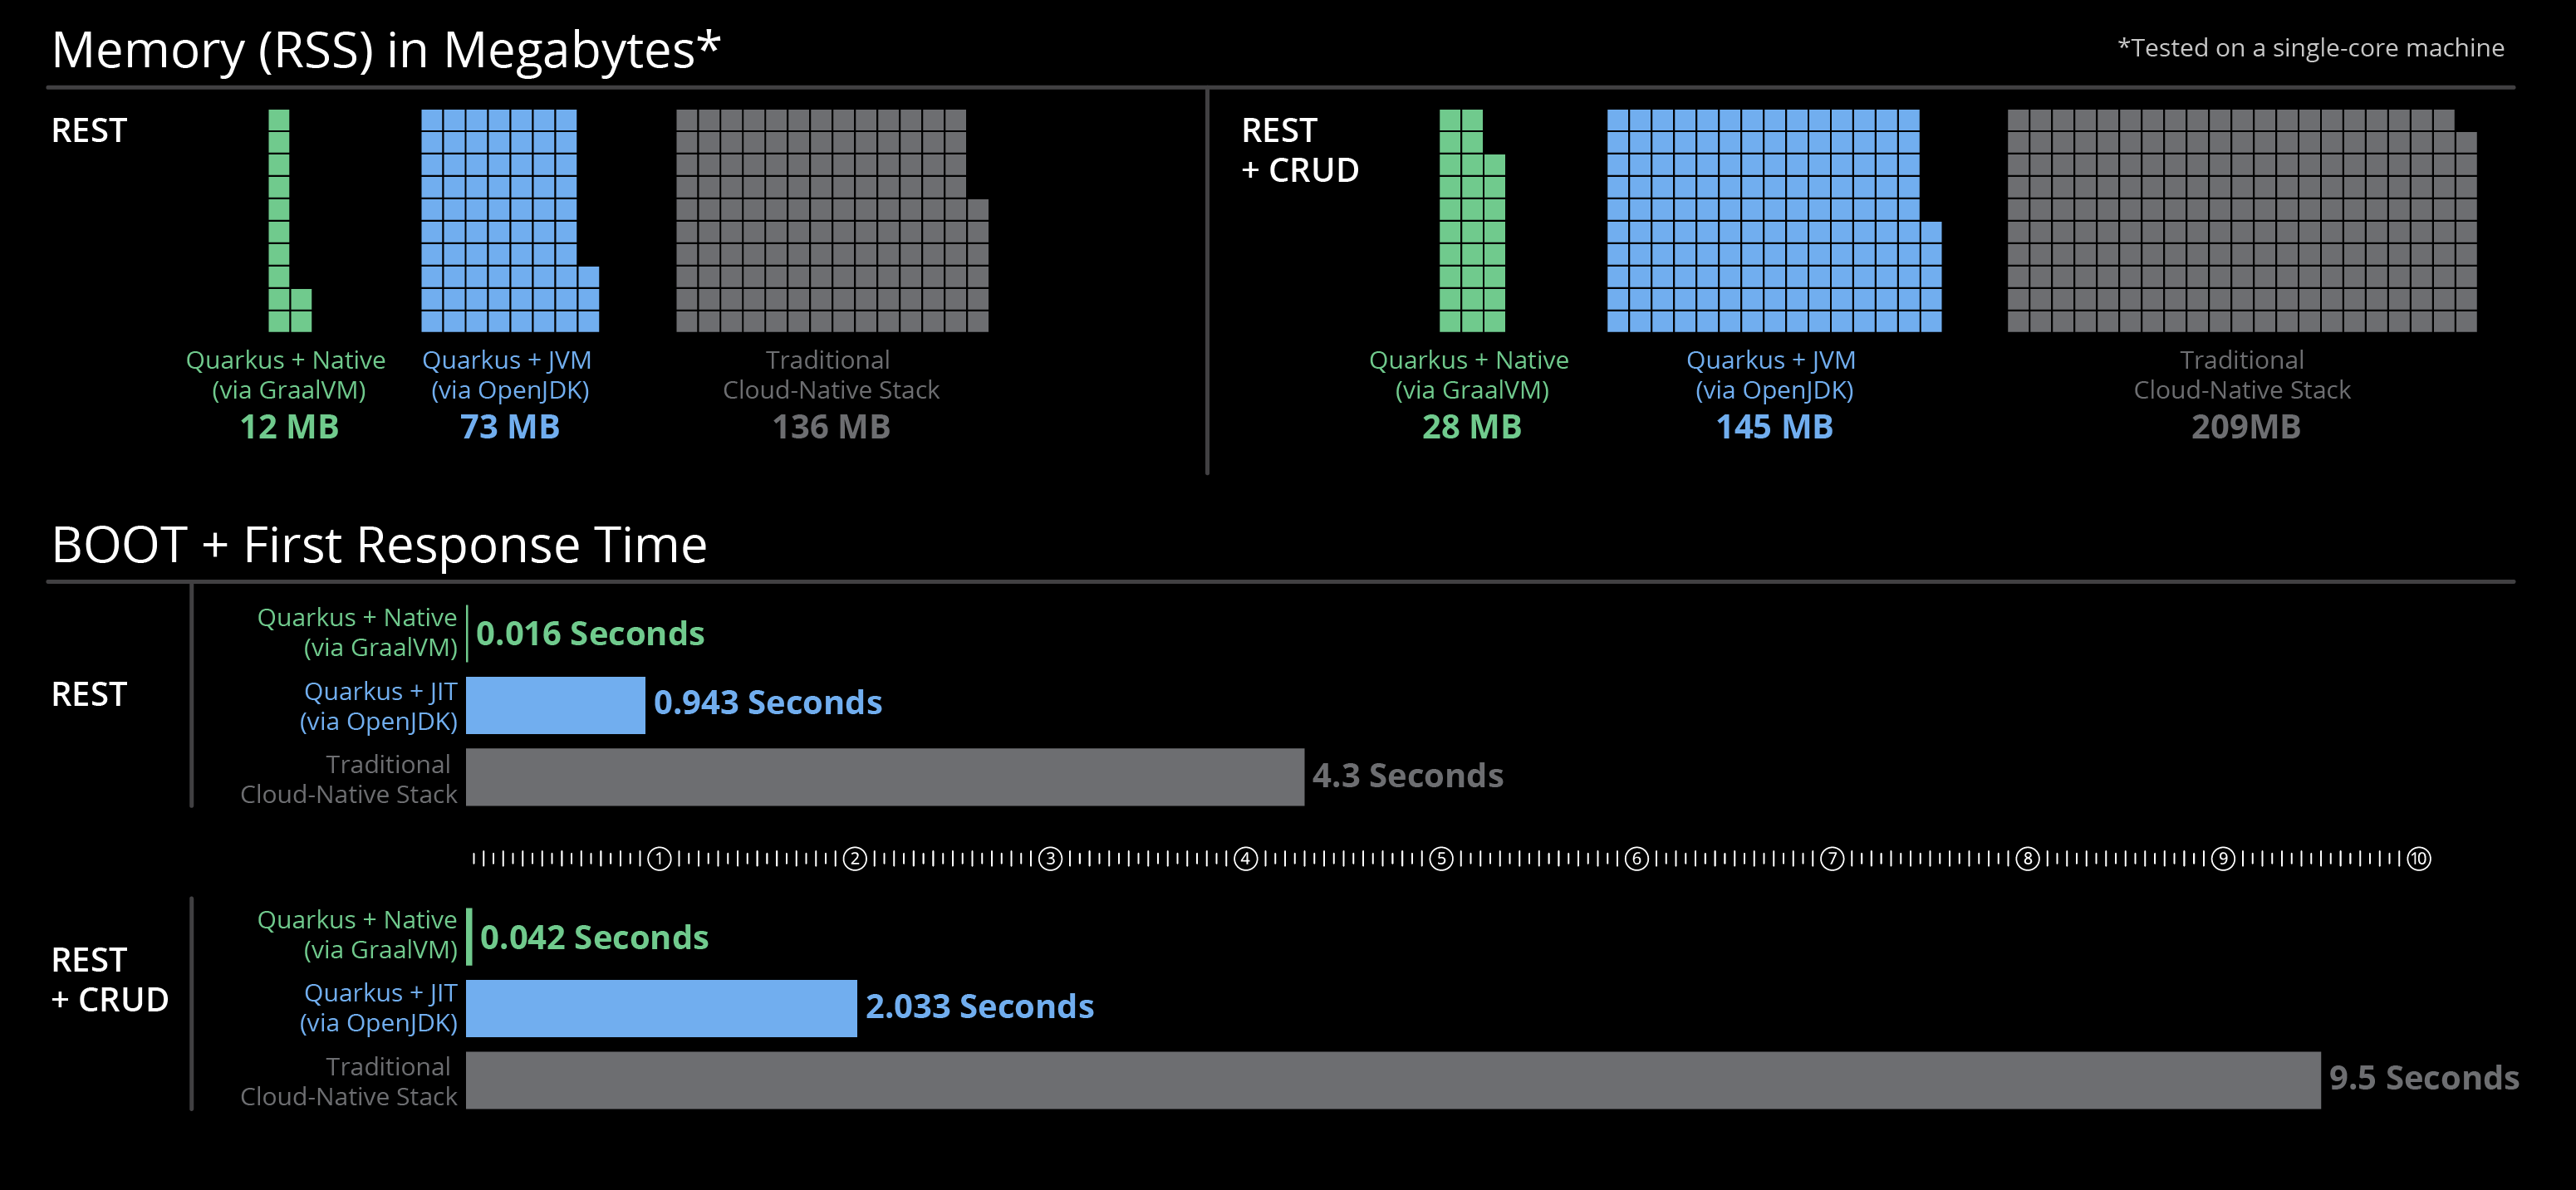 Memory (RSS) in Megabytes*
*Tested on a single-core machine
REST
Quarkus + Native
(via GraalVM)
12 MB
Quarkus + JVM
(via OpenJDK)
73 MB
Traditional
Cloud-Native Stack
136 MB
REST
+ CRUD
Quarkus + Native
(via GraalVM)
28 MB
Quarkus + JVM
(via OpenJDK)
145 MB
Traditional
Cloud-Native Stack
209MB
BOOT + First Response Time
REST
Quarkus + Native
(via GraalVM)
0.016 Seconds
Quarkus + JIT
(via OpenJDK)
0.943 Seconds
Traditional
Cloud-Native Stack
4.3 Seconds
1 2 3 4 5 6 7 8 9 10
REST
+ CRUD
Quarkus + Native
(via GraalVM)
0.042 Seconds
Quarkus + JIT
(via OpenJDK)
2.033 Seconds
Traditional
Cloud-Native Stack
9.5 Seconds